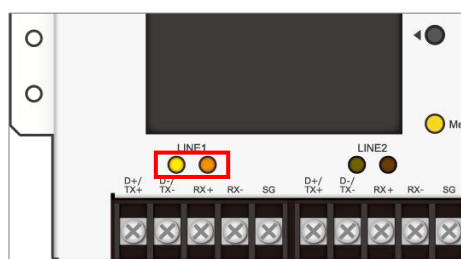 Me
LINE1
LINE2
D+/ TX+
D-/ TX-
RX+
RX-
SG
D+/ TX+
D-/ TX-
RX+
RX-
SG